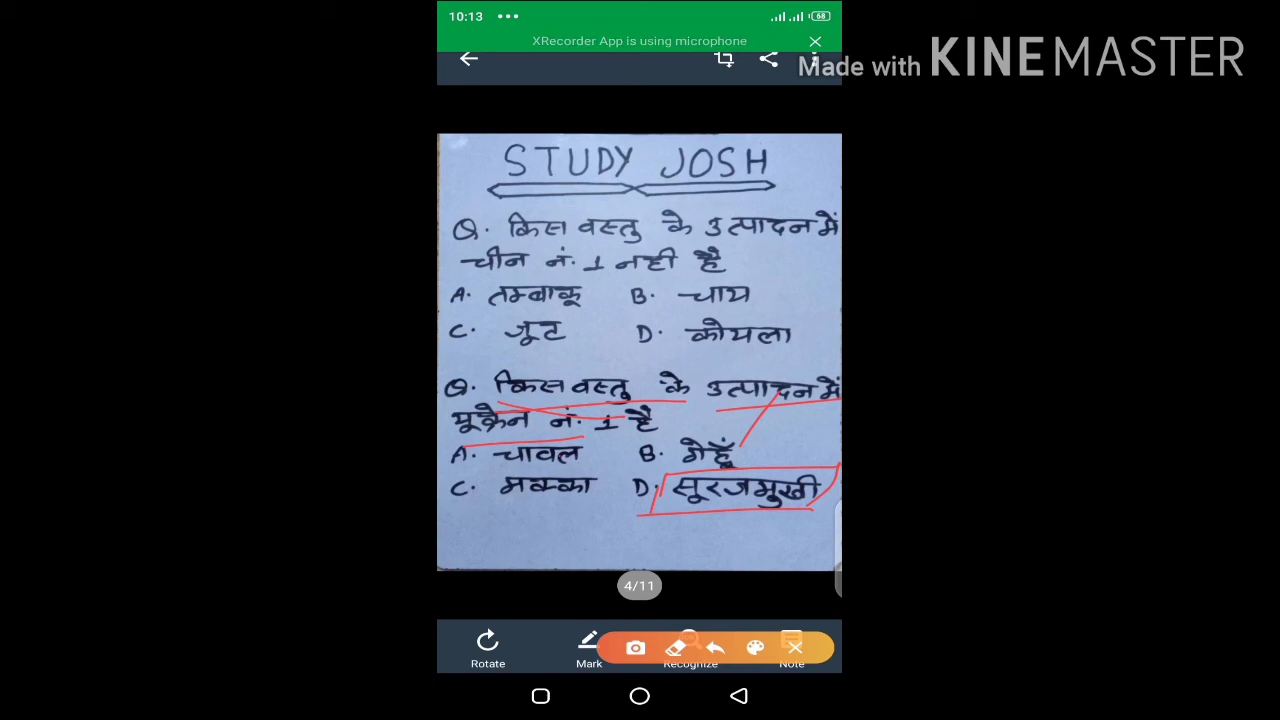 10:13
68
XRecorder App is using microphone
Made with KINEMASTER
STUDY JOSH
Q. किस वस्तु के उत्पादन में
चीन नं. 1 नही है
A. तम्बाकू B. चाय
C. जूट D. कोयला
Q. किस वस्तु के उत्पादन में
यूक्रेन नं. 1 है
A. चावल B. गेहूँ
C. मक्का D. सूरजमुखी
4/11
Rotate Mark Recognize Note